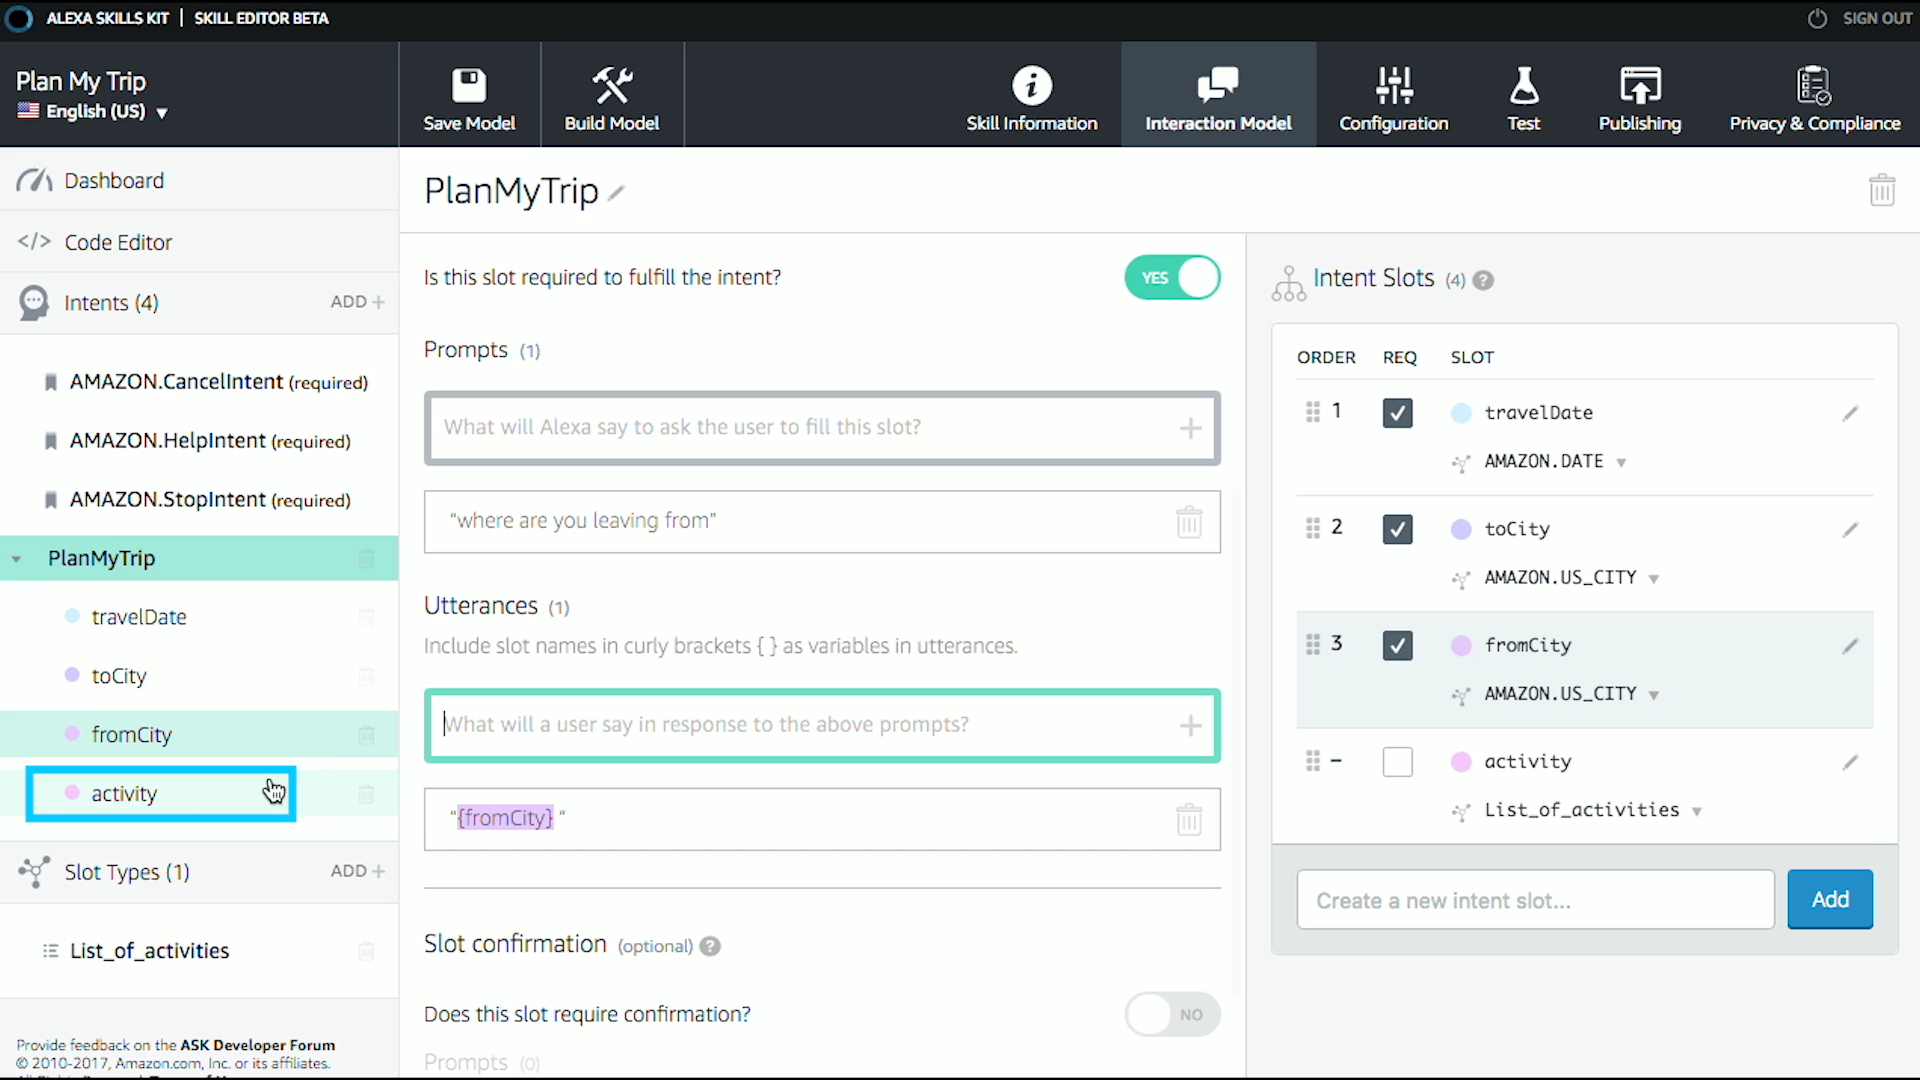 ALEXA SKILLS KIT | SKILL EDITOR BETA
SIGN OUT
Plan My Trip
English (US) ▼
Save Model
Build Model
Skill Information
Interaction Model
Configuration
Test
Publishing
Privacy & Compliance
Dashboard
</> Code Editor
Intents (4)
ADD +
AMAZON.CancelIntent (required)
AMAZON.HelpIntent (required)
AMAZON.StopIntent (required)
PlanMyTrip
travelDate
toCity
fromCity
activity
Slot Types (1)
ADD +
List_of_activities
Provide feedback on the ASK Developer Forum
© 2010-2017, Amazon.com, Inc. or its affiliates.
PlanMyTrip
Is this slot required to fulfill the intent?
YES
Prompts (1)
What will Alexa say to ask the user to fill this slot? +
"where are you leaving from"
Utterances (1)
Include slot names in curly brackets { } as variables in utterances.
What will a user say in response to the above prompts? +
"{fromCity} "
Slot confirmation (optional) ?
Does this slot require confirmation?
NO
Prompts (0)
Intent Slots (4) ?
ORDER REQ SLOT
1 travelDate
AMAZON.DATE ▼
2 toCity
AMAZON.US_CITY ▼
3 fromCity
AMAZON.US_CITY ▼
– activity
List_of_activities ▼
Create a new intent slot...
Add